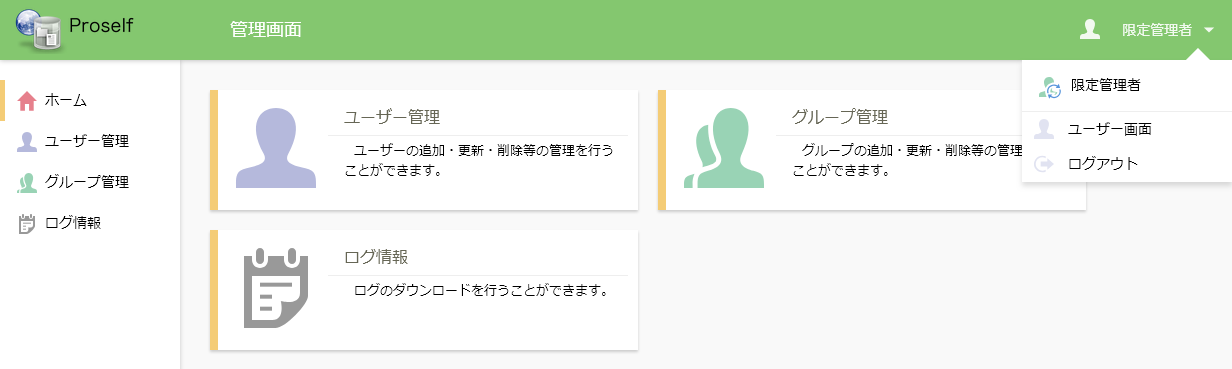 Proself
管理画面
限定管理者
限定管理者
ユーザー画面
ログアウト
ホーム
ユーザー管理
グループ管理
ログ情報
ユーザー管理
ユーザーの追加・更新・削除等の管理を行う
ことができます。
グループ管理
グループの追加・更新・削除等の管理
ことができます。
ログ情報
ログのダウンロードを行うことができます。